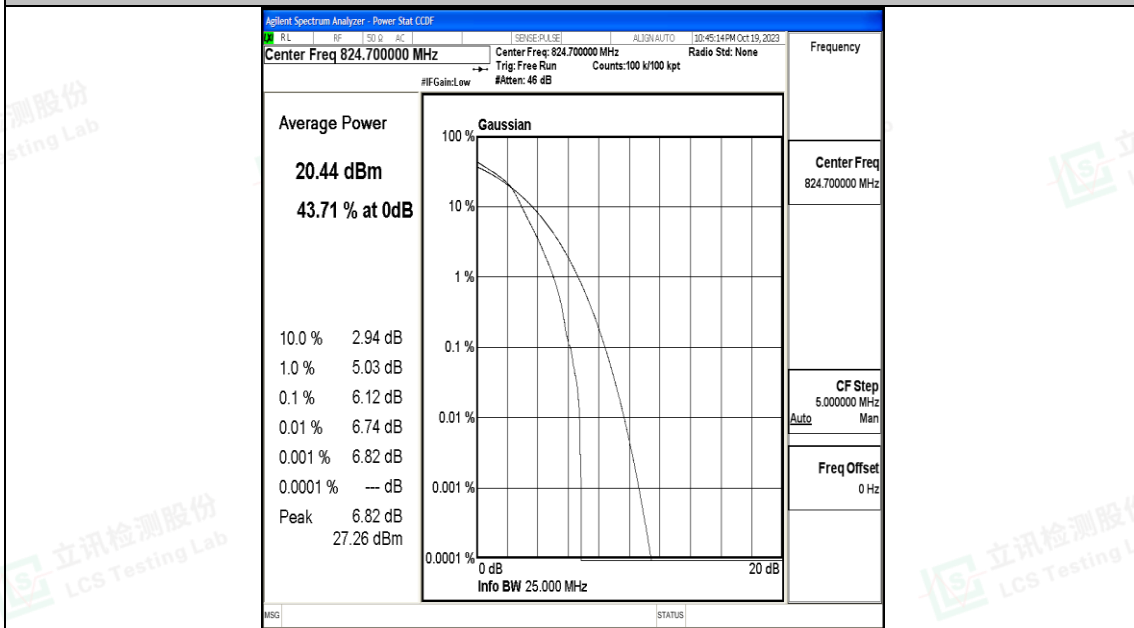 Agilent Spectrum Analyzer - Power Stat CCDF
RL RF 50 Ω AC SENSE:PULSE ALIGN AUTO 10:45:14 PM Oct 19, 2023
Center Freq 824.700000 MHz
Center Freq: 824.700000 MHz Radio Std: None
Trig: Free Run Counts:100 k/100 kpt
#IFGain:Low #Atten: 46 dB
Frequency
Average Power
20.44 dBm
43.71 % at 0dB
10.0 % 2.94 dB
1.0 % 5.03 dB
0.1 % 6.12 dB
0.01 % 6.74 dB
0.001 % 6.82 dB
0.0001 % --- dB
Peak 6.82 dB
27.26 dBm
Gaussian
100 %
10 %
1 %
0.1 %
0.01 %
0.001 %
0.0001 %
0 dB 20 dB
Info BW 25.000 MHz
Center Freq
824.700000 MHz
CF Step
5.000000 MHz
Auto Man
Freq Offset
0 Hz
MSG STATUS
测股份
sting Lab
立讯检测股份
LCS Testing Lab
立讯检测股份
LCS Testing L